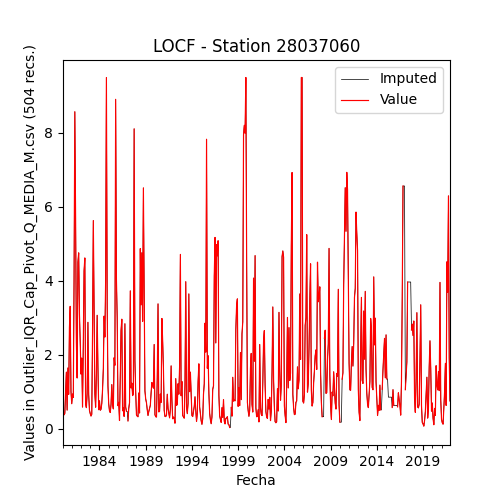 LOCF - Station 28037060
Imputed
Value
Values in Outlier_IQR_Cap_Pivot_Q_MEDIA_M.csv (504 recs.)
8
6
4
2
0
1984 1989 1994 1999 2004 2009 2014 2019
Fecha